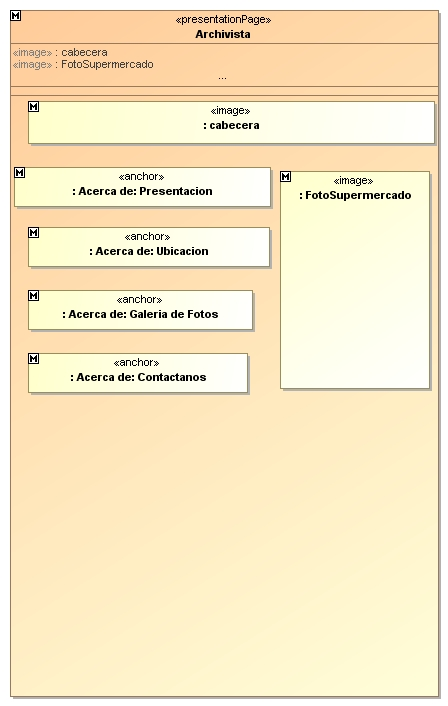 M
«presentationPage»
Archivista
«image» : cabecera
«image» : FotoSupermercado
...
M
«image»
: cabecera
M
«anchor»
: Acerca de: Presentacion
M
«image»
: FotoSupermercado
M
«anchor»
: Acerca de: Ubicacion
M
«anchor»
: Acerca de: Galeria de Fotos
M
«anchor»
: Acerca de: Contactanos